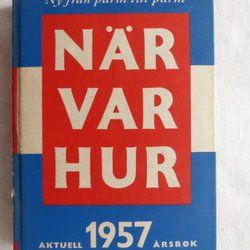 Ny från pärm till pärm
NÄR
VAR
HUR
AKTUELL 1957 ÅRSBOK